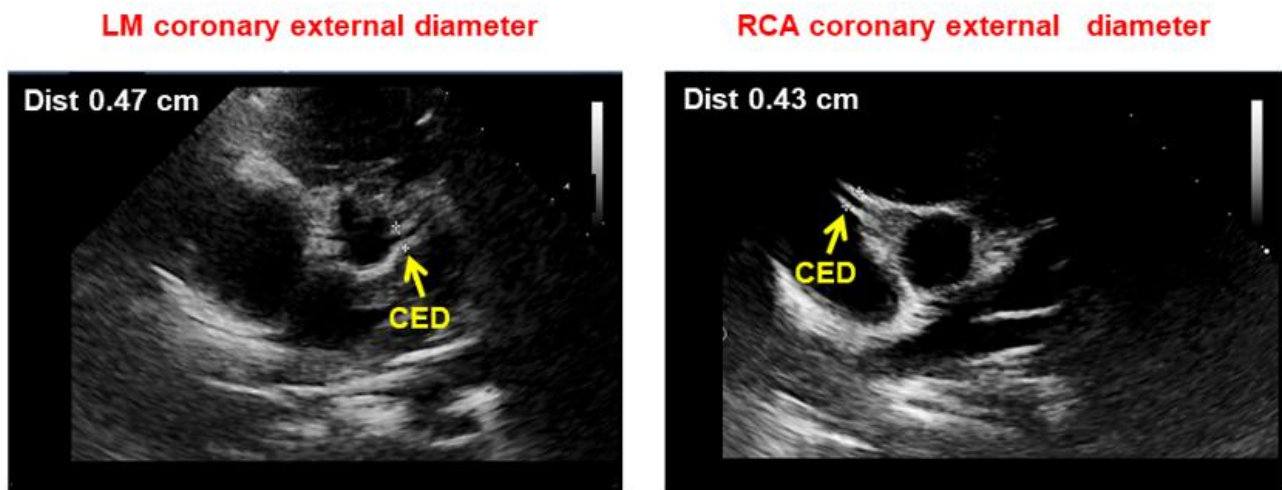 LM coronary external diameter
RCA coronary external diameter
Dist 0.47 cm
Dist 0.43 cm
CED
CED